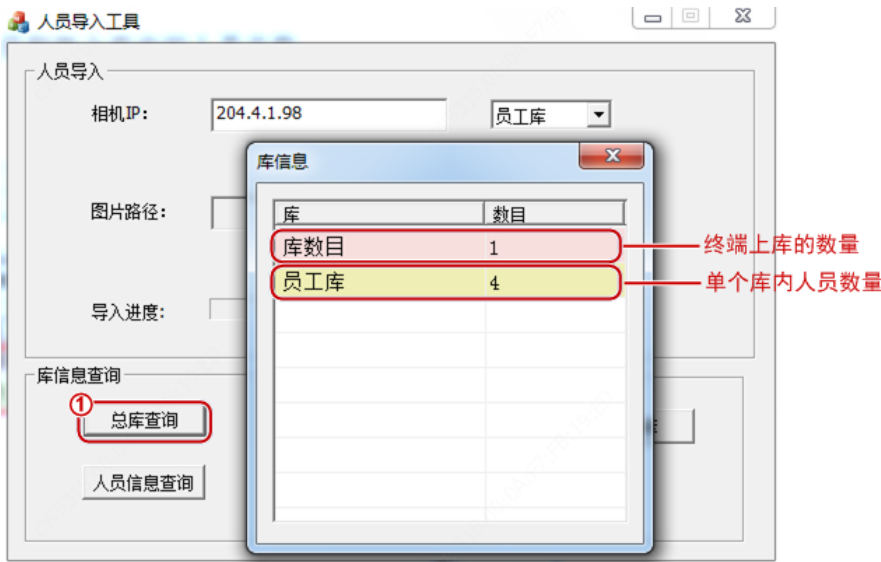 人员导入工具
人员导入
相机IP:
204.4.1.98
员工库
库信息
图片路径:
库
数目
库数目
1
终端上库的数量
员工库
4
单个库内人员数量
导入进度:
库信息查询
①
总库查询
人员信息查询